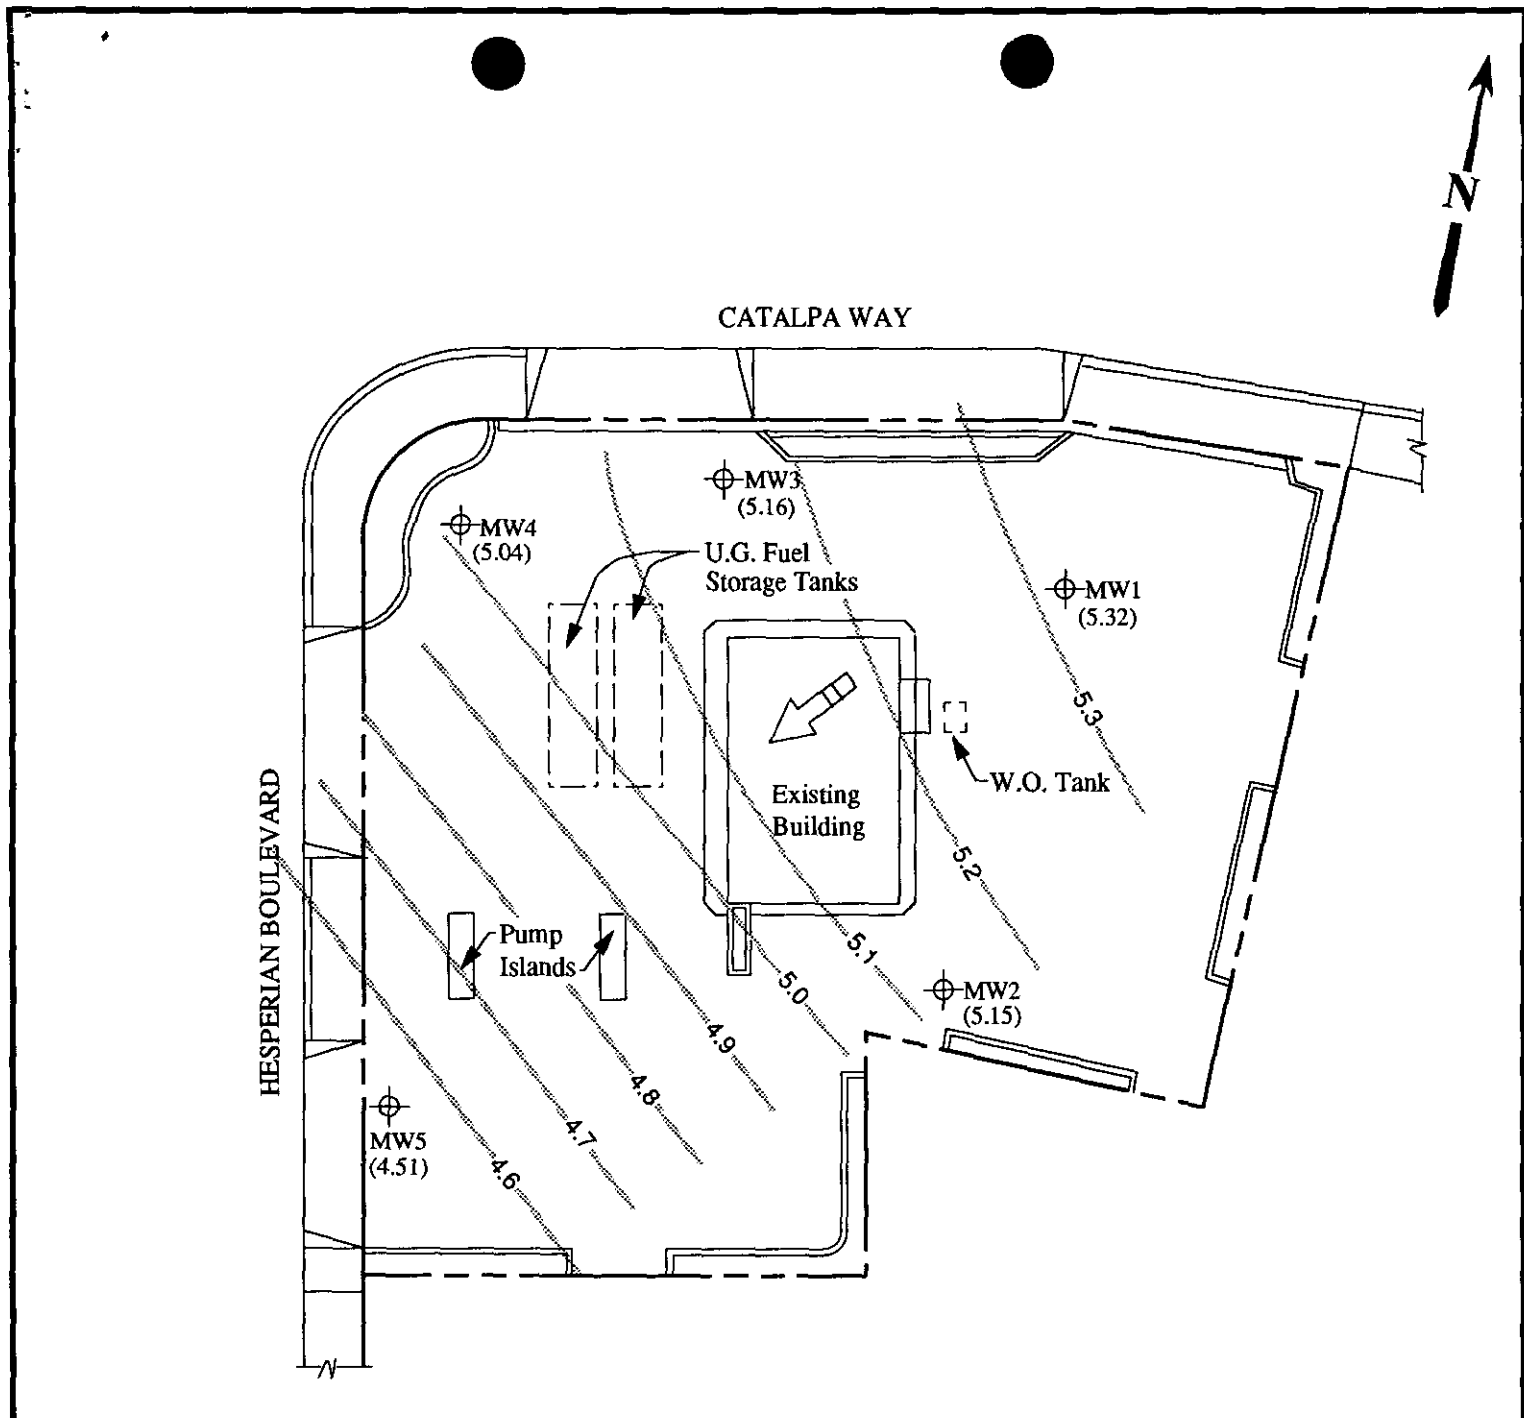 N
CATALPA WAY
MW3
(5.16)
MW4
(5.04)
U.G. Fuel
Storage Tanks
MW1
(5.32)
5.3
W.O. Tank
Existing
Building
HESPERIAN BOULEVARD
5.2
Pump
Islands
5.1
5.0
MW2
(5.15)
4.9
4.8
4.7
MW5
(4.51)
4.6